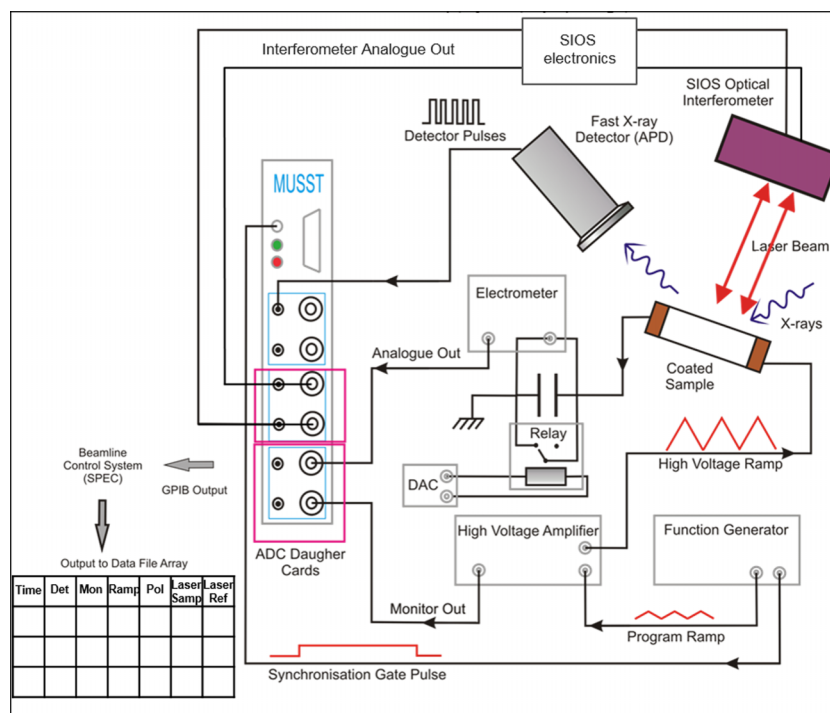 SIOS
electronics
Interferometer Analogue Out
SIOS Optical
Interferometer
Fast X-ray
Detector (APD)
Detector Pulses
MUSST
Laser Beam
Electrometer
X-rays
Analogue Out
Coated
Sample
Relay
High Voltage Ramp
Beamline
Control System
(SPEC)
GPIB Output
DAC
High Voltage Amplifier
Function Generator
ADC Daugher
Cards
Output to Data File Array
Time Det Mon Ramp Pol Laser Samp Laser Ref
Monitor Out
Program Ramp
Synchronisation Gate Pulse